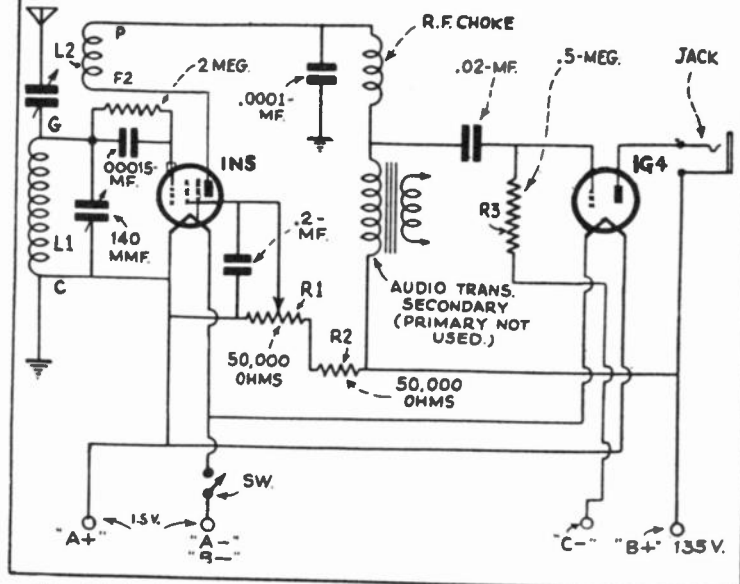 P
R.F. CHOKE
L2
F2
2 MEG.
.0001-
MF.
.02-MF.
.5-MEG.
JACK
G
.00015-
MF.
1N5
1G4
L1
140
MMF.
.2-
MF.
R3
C
R1
AUDIO TRANS.
SECONDARY
(PRIMARY NOT
USED.)
50,000
OHMS
R2
50,000
OHMS
SW.
1.5 V.
"A+"
"A-"
"B-"
"C-"
"B+" 135 V.